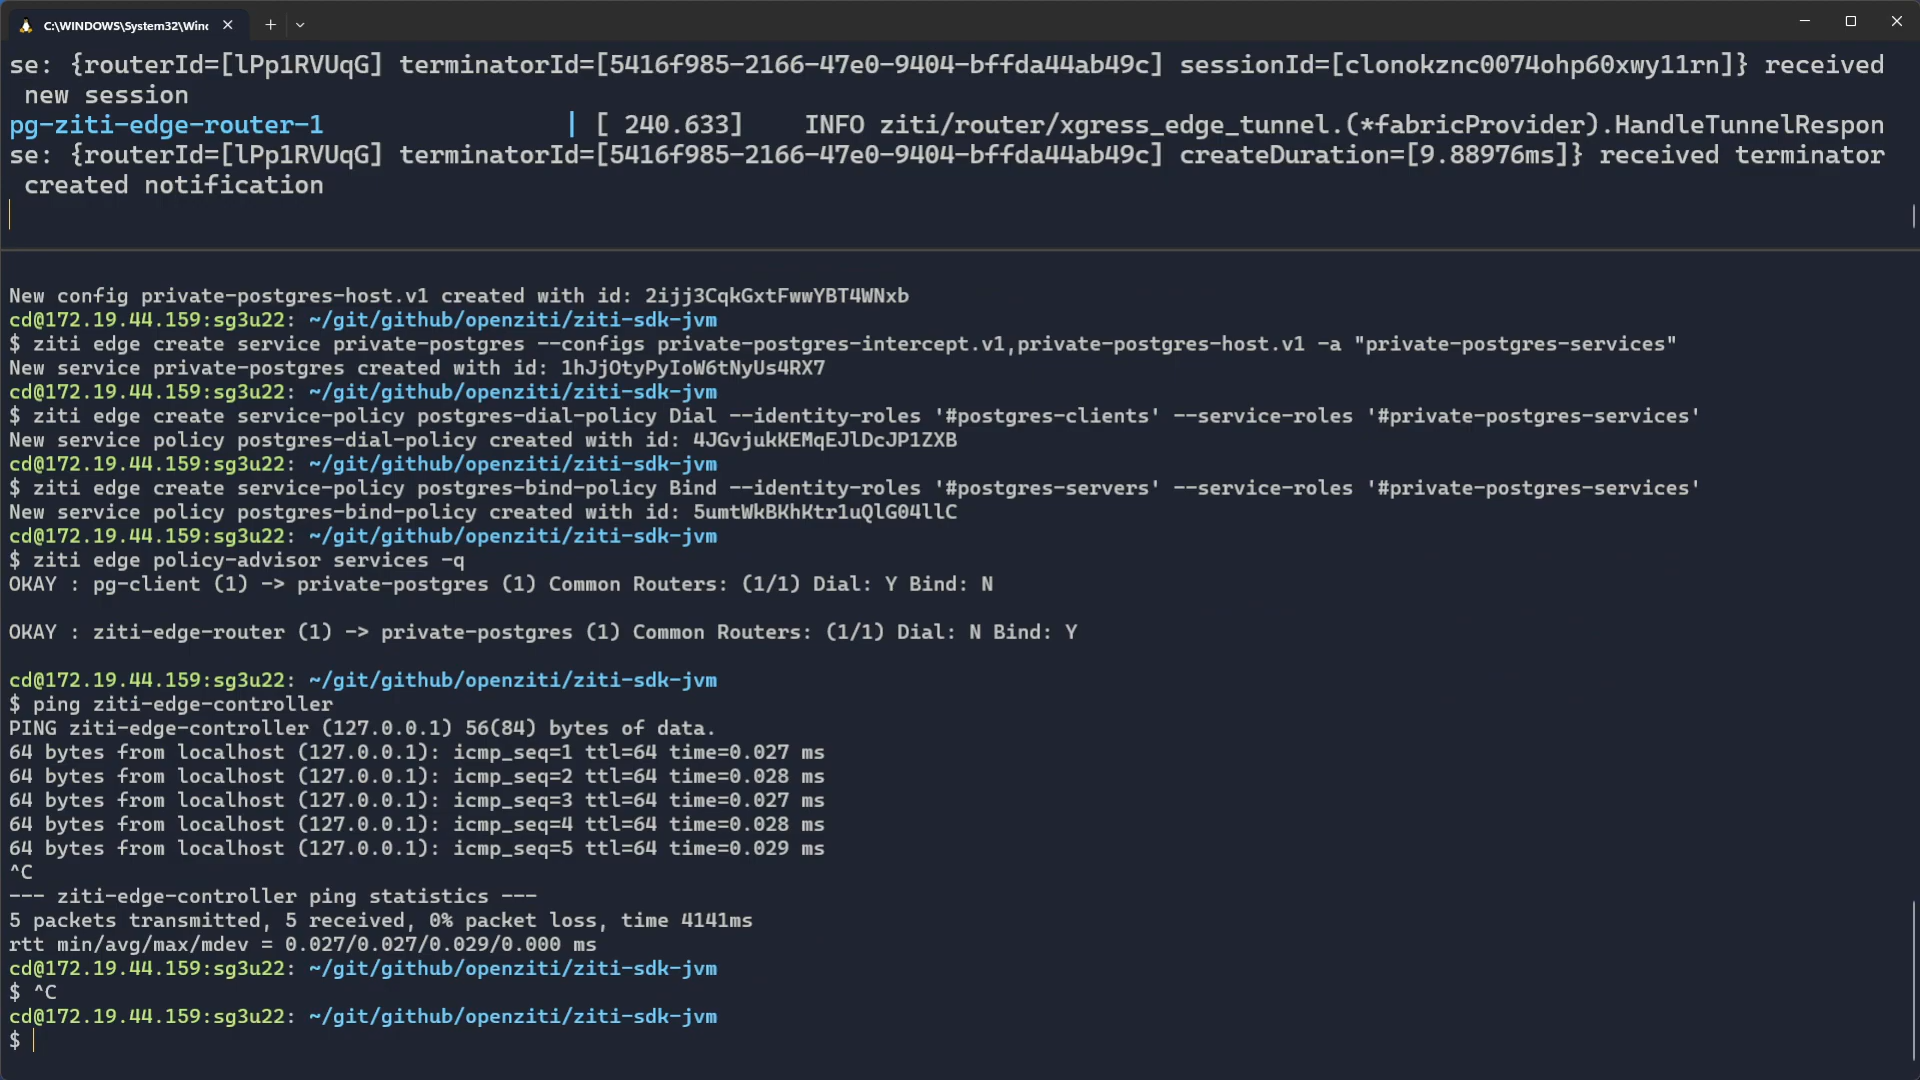 C:\WINDOWS\System32\Winc
se: {routerId=[lPp1RVUqG] terminatorId=[5416f985-2166-47e0-9404-bffda44ab49c] sessionId=[clonokznc0074ohp60xwy11rn]} received
new session
pg-ziti-edge-router-1 | [ 240.633] INFO ziti/router/xgress_edge_tunnel.(*fabricProvider).HandleTunnelRespon
se: {routerId=[lPp1RVUqG] terminatorId=[5416f985-2166-47e0-9404-bffda44ab49c] createDuration=[9.88976ms]} received terminator
created notification
New config private-postgres-host.v1 created with id: 2ijj3CqkGxtFwwYBT4WNxb
cd@172.19.44.159:sg3u22: ~/git/github/openziti/ziti-sdk-jvm
$ ziti edge create service private-postgres --configs private-postgres-intercept.v1,private-postgres-host.v1 -a "private-postgres-services"
New service private-postgres created with id: 1hJjOtyPyIoW6tNyUs4RX7
cd@172.19.44.159:sg3u22: ~/git/github/openziti/ziti-sdk-jvm
$ ziti edge create service-policy postgres-dial-policy Dial --identity-roles '#postgres-clients' --service-roles '#private-postgres-services'
New service policy postgres-dial-policy created with id: 4JGvjukKEMqEJlDcJP1ZXB
cd@172.19.44.159:sg3u22: ~/git/github/openziti/ziti-sdk-jvm
$ ziti edge create service-policy postgres-bind-policy Bind --identity-roles '#postgres-servers' --service-roles '#private-postgres-services'
New service policy postgres-bind-policy created with id: 5umtWkBKhKtr1uQlG04llC
cd@172.19.44.159:sg3u22: ~/git/github/openziti/ziti-sdk-jvm
$ ziti edge policy-advisor services -q
OKAY : pg-client (1) -> private-postgres (1) Common Routers: (1/1) Dial: Y Bind: N
OKAY : ziti-edge-router (1) -> private-postgres (1) Common Routers: (1/1) Dial: N Bind: Y
cd@172.19.44.159:sg3u22: ~/git/github/openziti/ziti-sdk-jvm
$ ping ziti-edge-controller
PING ziti-edge-controller (127.0.0.1) 56(84) bytes of data.
64 bytes from localhost (127.0.0.1): icmp_seq=1 ttl=64 time=0.027 ms
64 bytes from localhost (127.0.0.1): icmp_seq=2 ttl=64 time=0.028 ms
64 bytes from localhost (127.0.0.1): icmp_seq=3 ttl=64 time=0.027 ms
64 bytes from localhost (127.0.0.1): icmp_seq=4 ttl=64 time=0.028 ms
64 bytes from localhost (127.0.0.1): icmp_seq=5 ttl=64 time=0.029 ms
^C
--- ziti-edge-controller ping statistics ---
5 packets transmitted, 5 received, 0% packet loss, time 4141ms
rtt min/avg/max/mdev = 0.027/0.027/0.029/0.000 ms
cd@172.19.44.159:sg3u22: ~/git/github/openziti/ziti-sdk-jvm
$ ^C
cd@172.19.44.159:sg3u22: ~/git/github/openziti/ziti-sdk-jvm
$